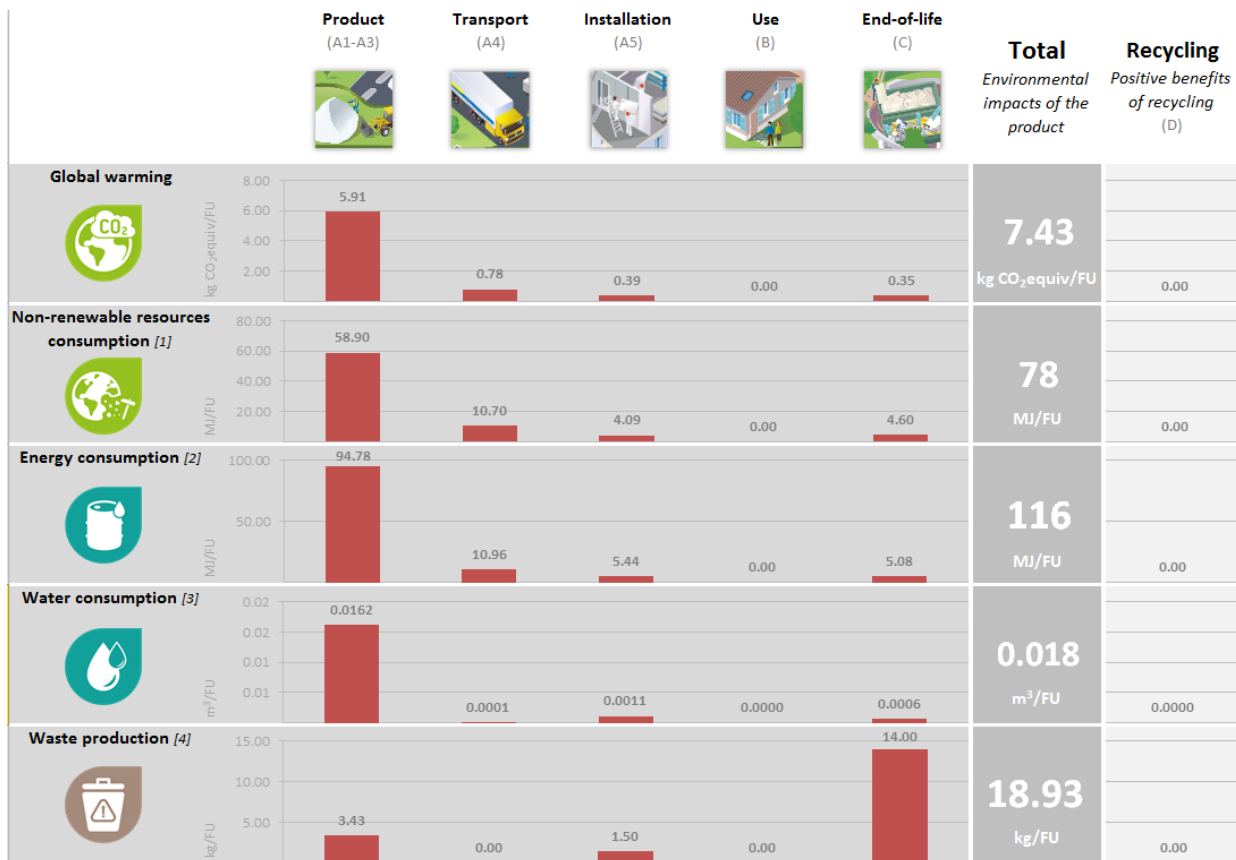 Product
(A1-A3)
Transport
(A4)
Installation
(A5)
Use
(B)
End-of-life
(C)
Total
Environmental
impacts of the
product
Recycling
Positive benefits
of recycling
(D)
Global warming
CO₂
kg CO₂equiv/FU
8.00
6.00
4.00
2.00
5.91
0.78
0.39
0.00
0.35
7.43
kg CO₂equiv/FU
0.00
Non-renewable resources
consumption [1]
MJ/FU
80.00
60.00
40.00
20.00
58.90
10.70
4.09
0.00
4.60
78
MJ/FU
0.00
Energy consumption [2]
MJ/FU
100.00
50.00
94.78
10.96
5.44
0.00
5.08
116
MJ/FU
0.00
Water consumption [3]
m³/FU
0.02
0.02
0.01
0.01
0.0162
0.0001
0.0011
0.0000
0.0006
0.018
m³/FU
0.0000
Waste production [4]
kg/FU
15.00
10.00
5.00
3.43
0.00
1.50
0.00
14.00
18.93
kg/FU
0.00